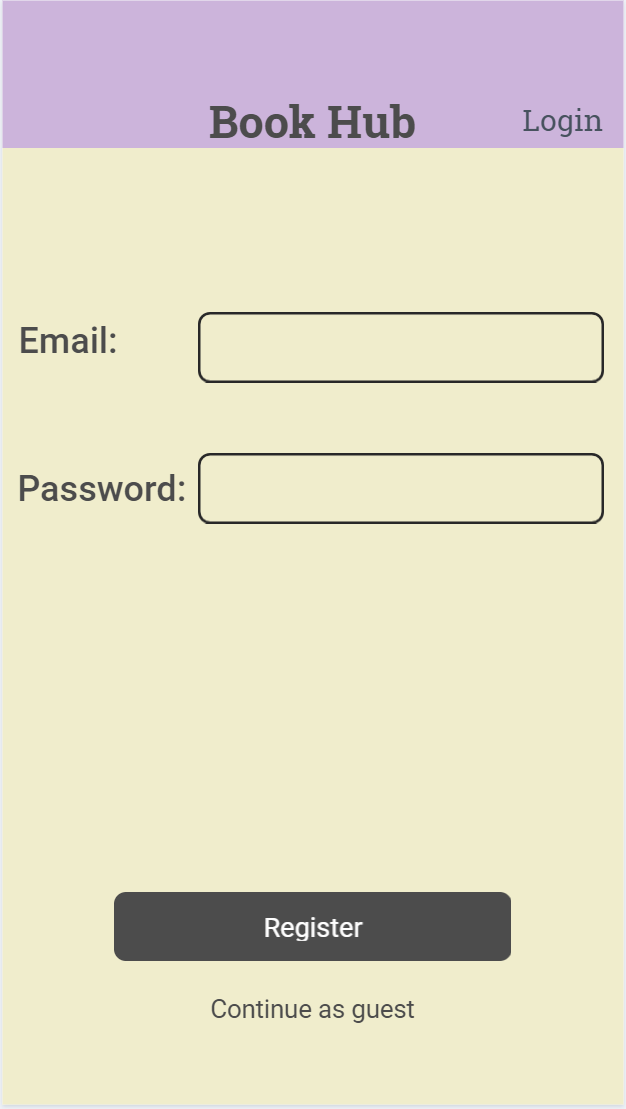 Book Hub Login
Email:
Password:
Register
Continue as guest